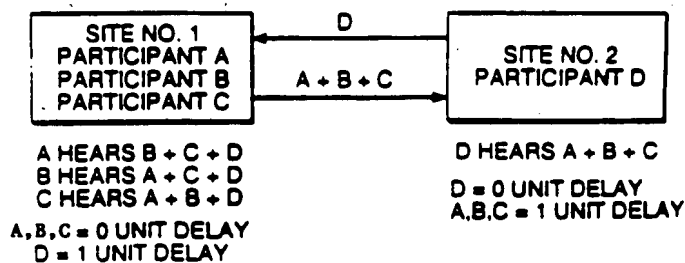 D
SITE NO. 1
PARTICIPANT A
PARTICIPANT B
PARTICIPANT C
A + B + C
SITE NO. 2
PARTICIPANT D
A HEARS B + C + D
B HEARS A + C + D
C HEARS A + B + D
A,B,C = 0 UNIT DELAY
D = 1 UNIT DELAY
D HEARS A + B + C
D = 0 UNIT DELAY
A,B,C = 1 UNIT DELAY